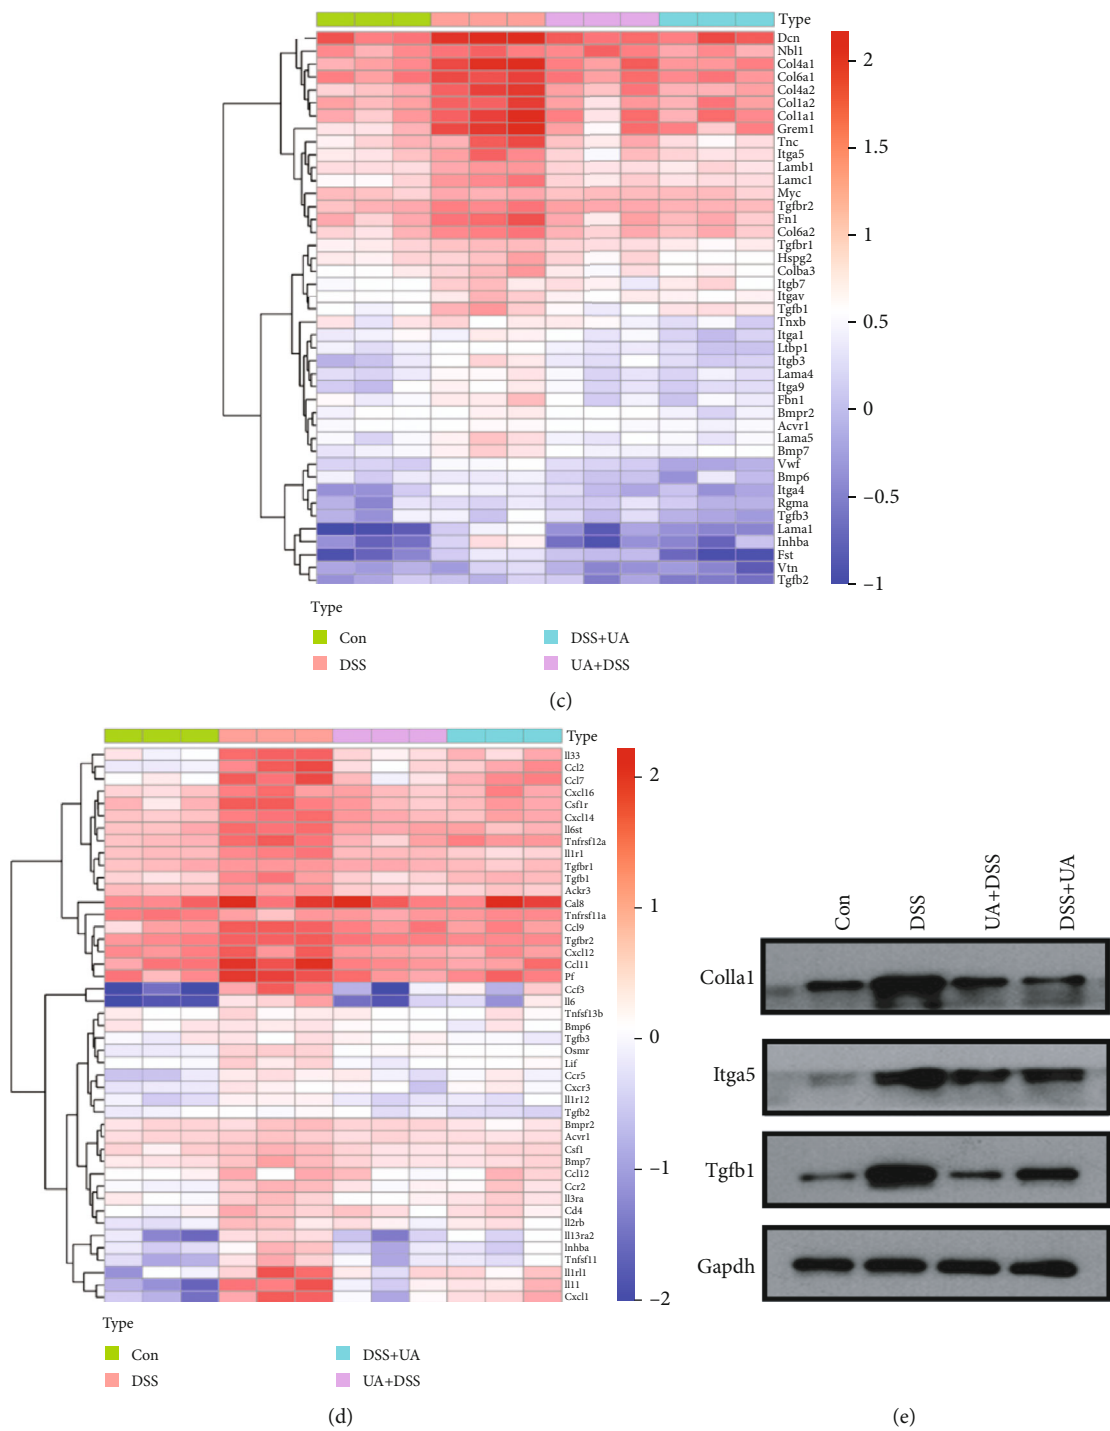 Type
Dcn
Nbl1
Col4a1
Col6a1
Col4a2
Col1a2
Col1a1
Grem1
Tnc
Itga5
Lamb1
Lamc1
Myc
Tgfbr2
Fn1
Col6a2
Tgfbr1
Hspg2
Colba3
Itgb7
Itgav
Tgfb1
Tnxb
Itga1
Ltbp1
Itgb3
Lama4
Itga9
Fbn1
Bmpr2
Acvr1
Lama5
Bmp7
Vwf
Bmp6
Itga4
Rgma
Tgfb3
Lama1
Inhba
Fst
Vtn
Tgfb2
2
1.5
1
0.5
0
−0.5
−1
Type
Con
DSS+UA
DSS
UA+DSS
(c)
Type
Il33
Ccl2
Ccl7
Cxcl16
Csf1r
Cxcl14
Il6st
Tnfrsf12a
Il1r1
Tgfbr1
Tgfb1
Ackr3
Cal8
Tnfrsf11a
Ccl9
Tgfbr2
Cxcl12
Ccl11
Pf
Ccf3
Il6
Tnfsf13b
Bmp6
Tgfb3
Osmr
Lif
Ccr5
Cxcr3
Il1r12
Tgfb2
Bmpr2
Acvr1
Csf1
Bmp7
Ccl12
Ccr2
Il3ra
Cd4
Il2rb
Il13ra2
Inhba
Tnfsf11
Il1rl1
Il11
Cxcl1
2
1
0
−1
−2
Type
Con
DSS+UA
DSS
UA+DSS
(d)
Con
DSS
UA+DSS
DSS+UA
Colla1
Itga5
Tgfb1
Gapdh
(e)